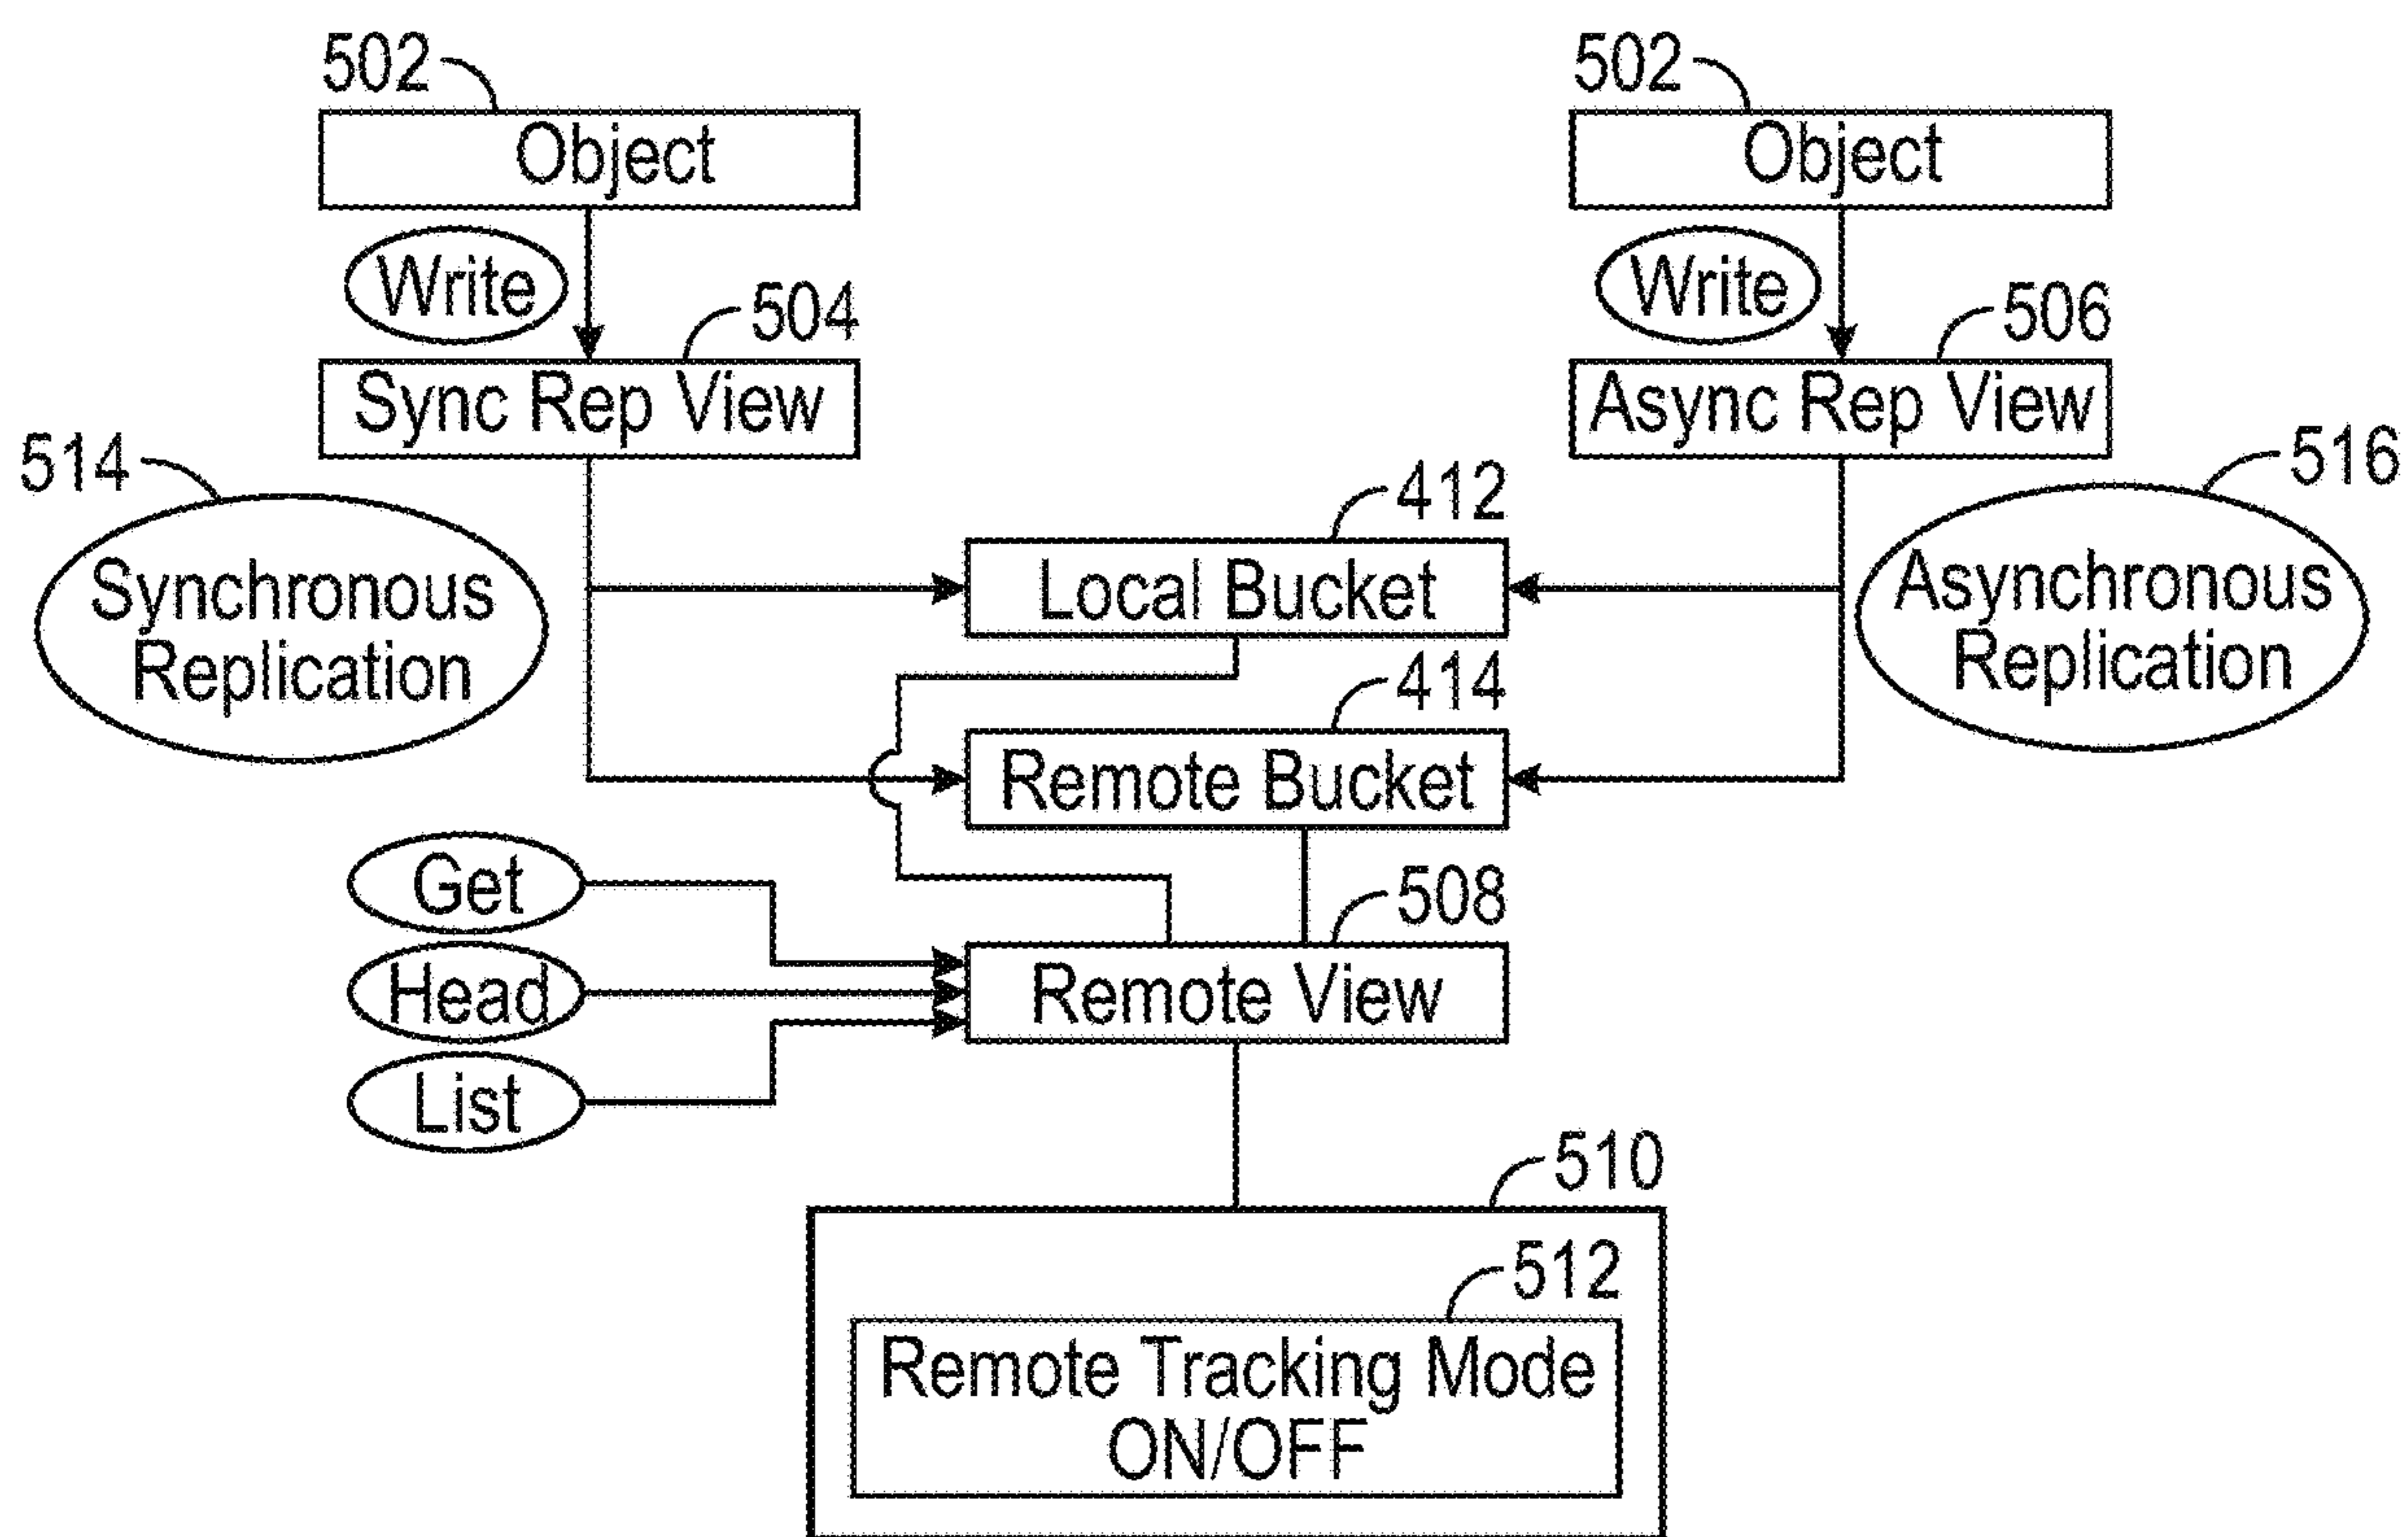 502
502
Object
Object
Write
Write
504
506
Sync Rep View
Async Rep View
514
516
412
Synchronous
Replication
Local Bucket
Asynchronous
Replication
414
Remote Bucket
Get
508
Head
Remote View
List
510
512
Remote Tracking Mode
ON/OFF